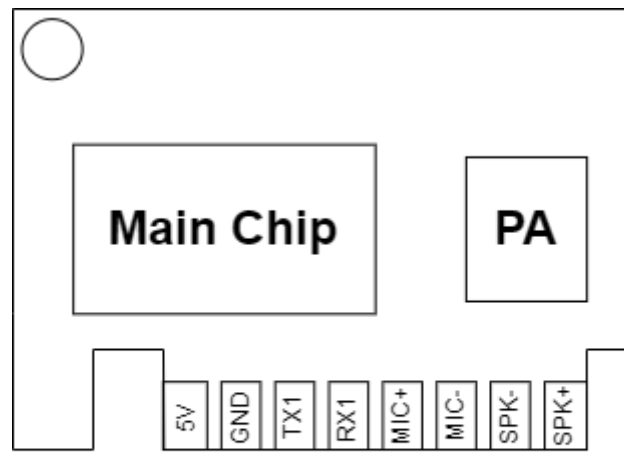 Main Chip
PA
5V
GND
TX1
RX1
MIC+
MIC-
SPK-
SPK+